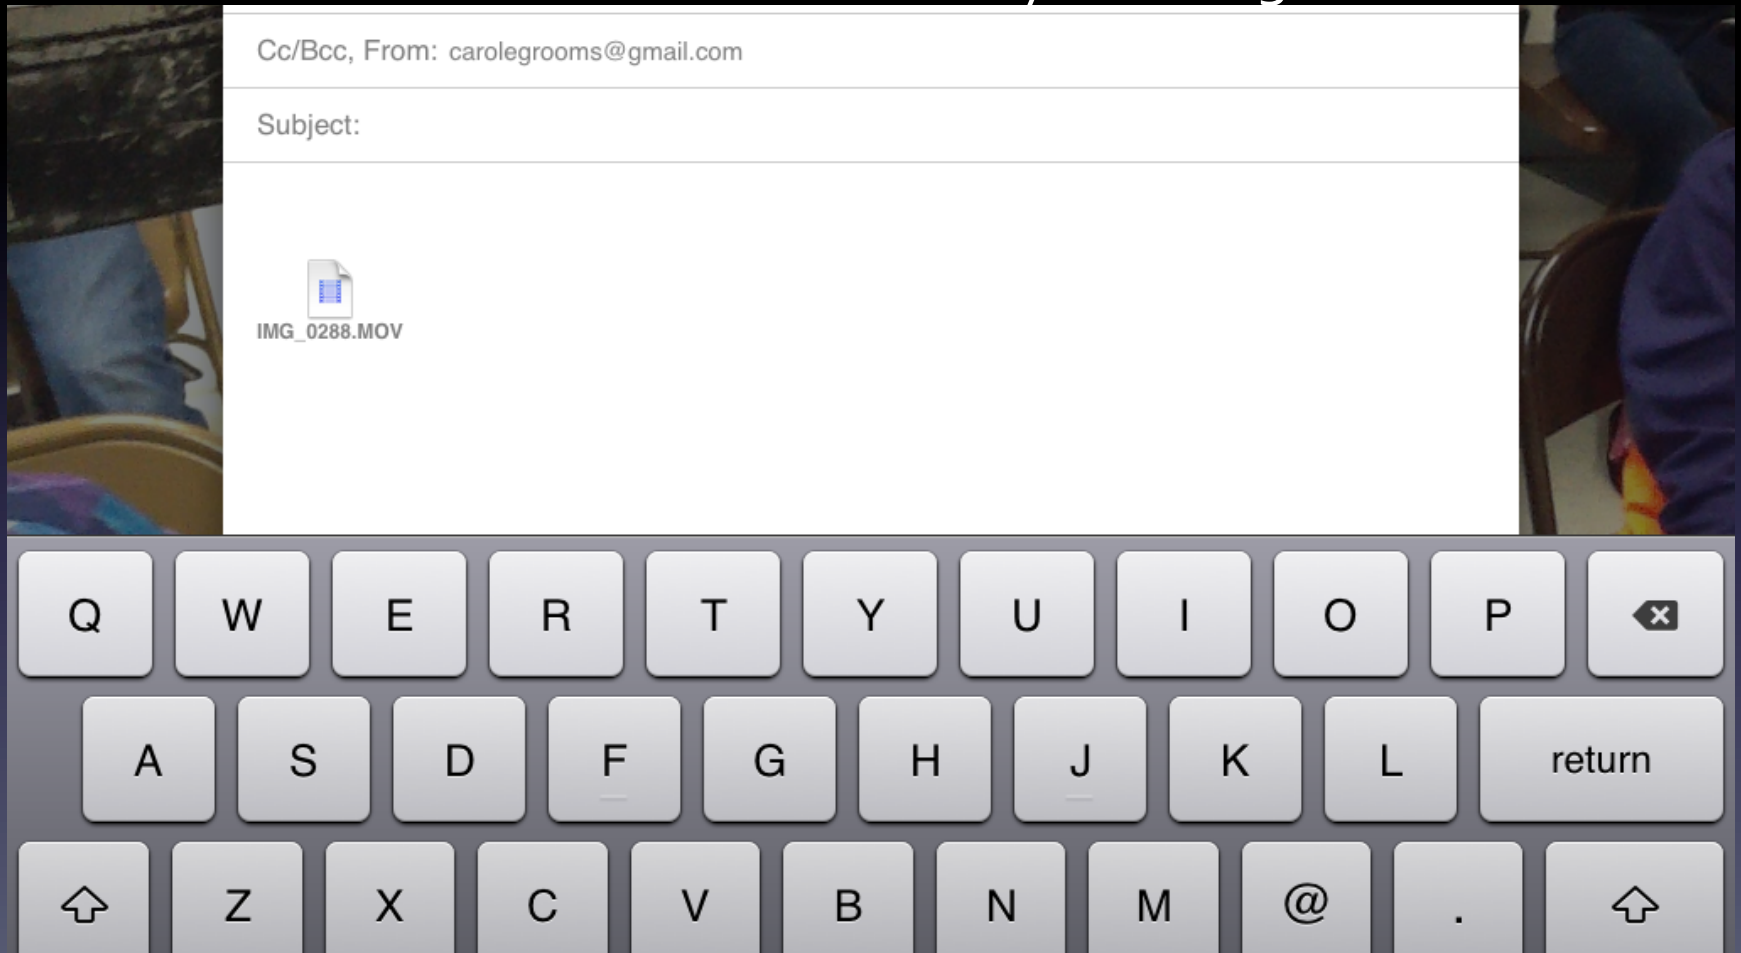 Cc/Bcc, From: carolegrooms@gmail.com
Subject:
IMG_0288.MOV
Q W E R T Y U I O P
A S D F G H J K L return
Z X C V B N M @ .